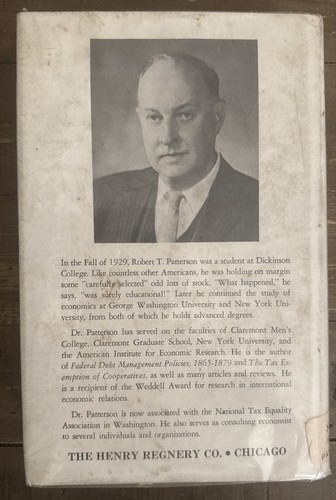 In the Fall of 1929, Robert T. Patterson was a student at Dickinson
College. Like countless other Americans, he was holding on margin
some "carefully selected" odd lots of stock. "What happened," he
says, "was surely educational!" Later he continued the study of
economics at George Washington University and New York Uni-
versity, from both of which he holds advanced degrees.
Dr. Patterson has served on the faculties of Claremont Men's
College, Claremont Graduate School, New York University, and
the American Institute for Economic Research. He is the author
of Federal Debt Management Policies, 1865-1879 and The Tax Ex-
emption of Cooperatives, as well as many articles and reviews. He
is a recipient of the Weddell Award for research in international
economic relations.
Dr. Patterson is now associated with the National Tax Equality
Association in Washington. He also serves as consulting economist
to several individuals and organizations.
THE HENRY REGNERY CO. • CHICAGO